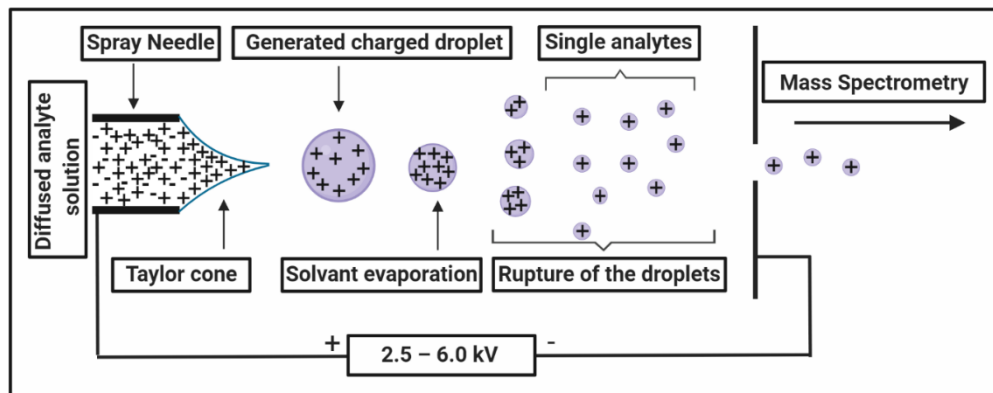 Spray Needle
Generated charged droplet
Single analytes
Mass Spectrometry
Diffused analyte
solution
Taylor cone
Solvant evaporation
Rupture of the droplets
+
2.5 – 6.0 kV
-